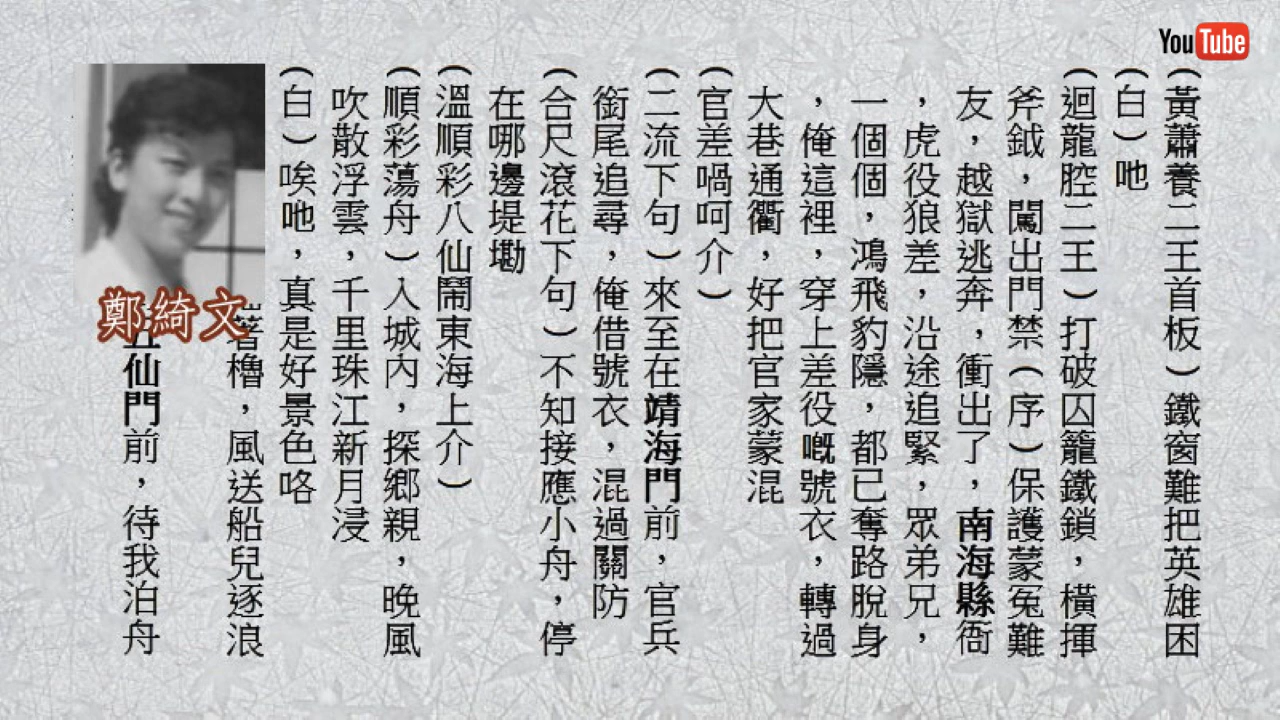 YouTube
（黃蕭養二王首板）鐵窗難把英雄困
（白）吔
（迴龍腔二王）打破囚籠鐵鎖，橫揮
斧鉞，闖出門禁（序）保護蒙冤難
友，越獄逃奔，衝出了，南海縣衙
，虎役狼差，沿途追緊，眾弟兄，
一個個，鴻飛豹隱，都已奪路脫身
，俺這裡，穿上差役嘅號衣，轉過
大巷通衢，好把官家蒙混
（官差喎呵介）
（二流下句）來至在靖海門前，官兵
銜尾追尋，俺借號衣，混過關防
（合尺滾花下句）不知接應小舟，停
在哪邊堤壆
（溫順彩八仙鬧東海上介）
（順彩蕩舟）入城內，探鄉親，晚風
吹散浮雲，千里珠江新月浸
（白）唉吔，真是好景色咯
著櫓，風送船兒逐浪
五仙門前，待我泊舟
鄭綺文